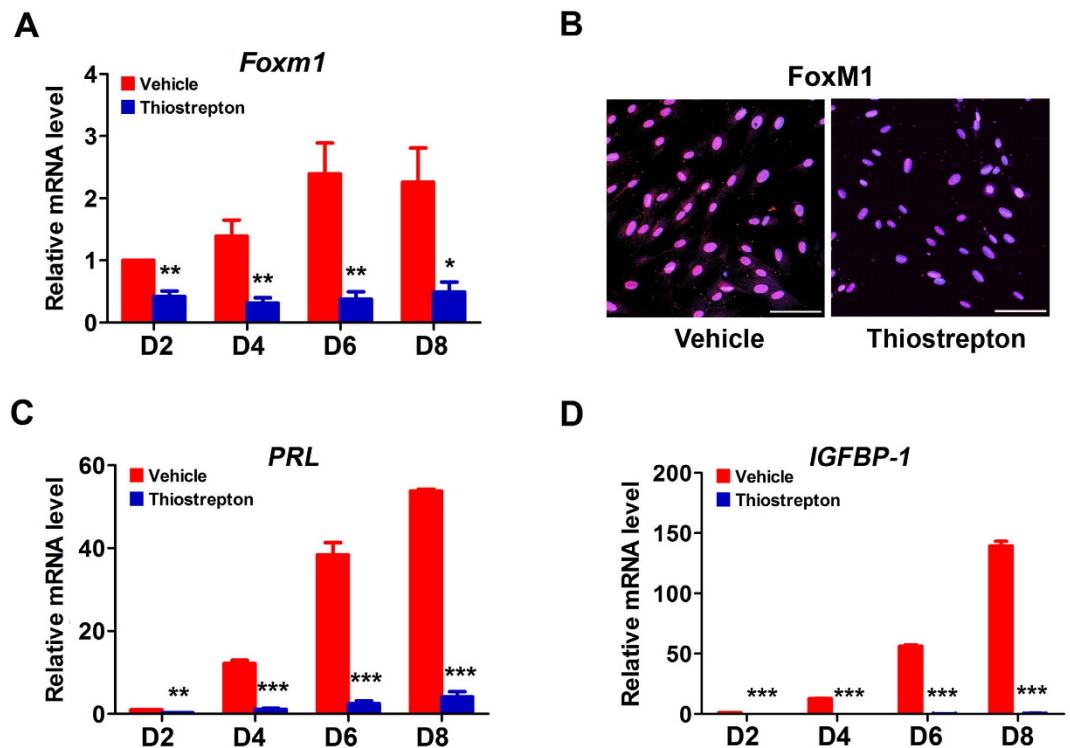 A
Foxm1
Relative mRNA level
4
3
2
1
0
Vehicle
Thiostrepton
**
**
**
*
D2 D4 D6 D8
B
FoxM1
Vehicle Thiostrepton
C
PRL
Relative mRNA level
60
40
20
0
Vehicle
Thiostrepton
**
***
***
***
D2 D4 D6 D8
D
IGFBP-1
Relative mRNA level
200
150
100
50
0
Vehicle
Thiostrepton
***
***
***
***
D2 D4 D6 D8